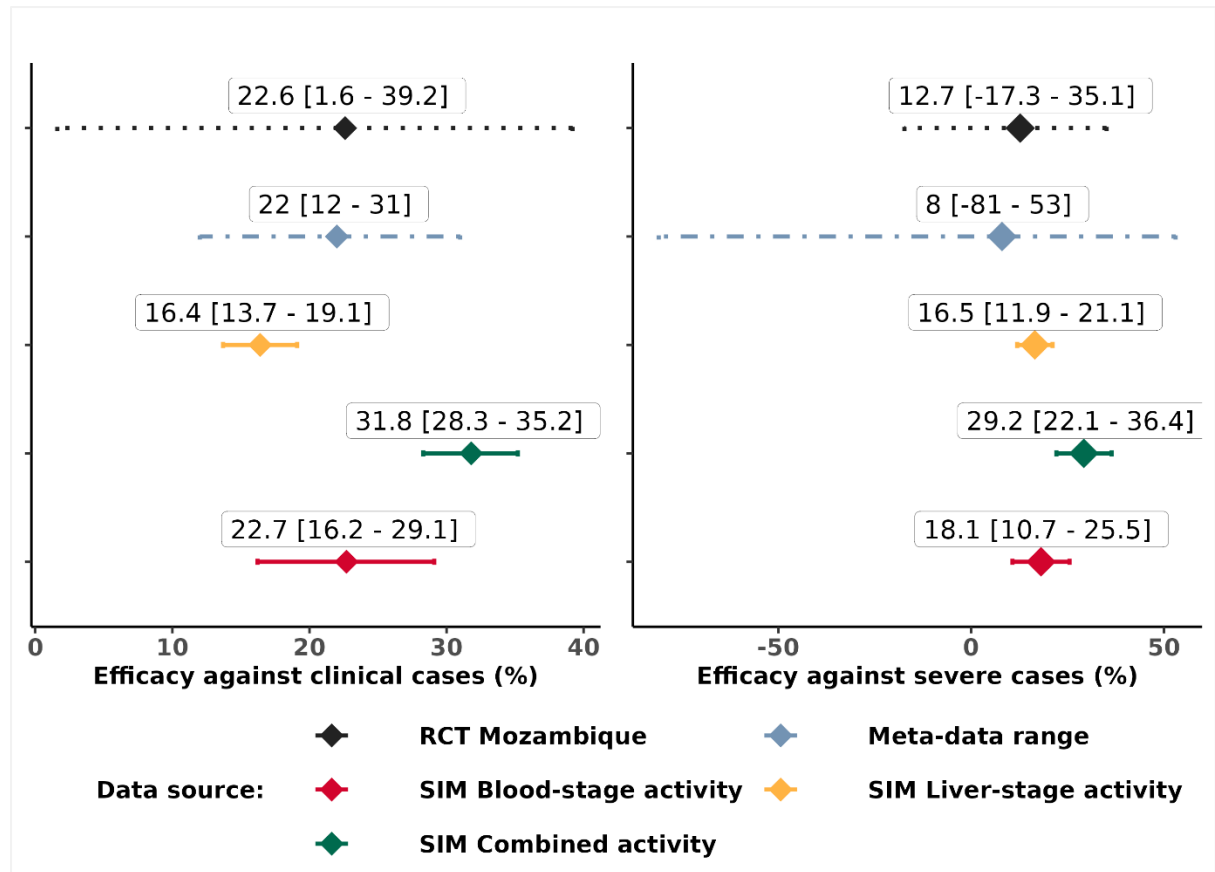 22.6 [1.6 - 39.2]
22 [12 - 31]
16.4 [13.7 - 19.1]
31.8 [28.3 - 35.2]
22.7 [16.2 - 29.1]
0 10 20 30 40
Efficacy against clinical cases (%)
12.7 [-17.3 - 35.1]
8 [-81 - 53]
16.5 [11.9 - 21.1]
29.2 [22.1 - 36.4]
18.1 [10.7 - 25.5]
-50 0 50
Efficacy against severe cases (%)
Data source:
RCT Mozambique
Meta-data range
SIM Blood-stage activity
SIM Liver-stage activity
SIM Combined activity